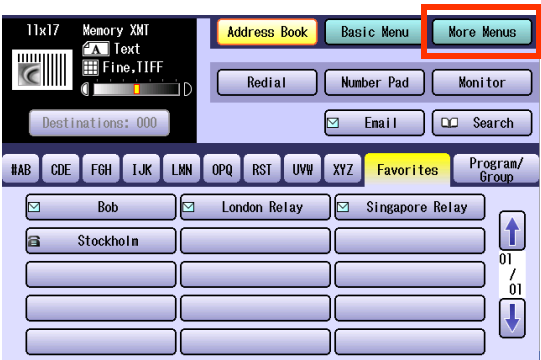 11x17 Memory XMT
A Text
Fine,TIFF
D
Destinations: 000
Address Book
Basic Menu
More Menus
Redial
Number Pad
Monitor
Email
Search
#AB
CDE
FGH
IJK
LMN
OPQ
RST
UVW
XYZ
Favorites
Program/
Group
Bob
London Relay
Singapore Relay
Stockholm
01
/
01